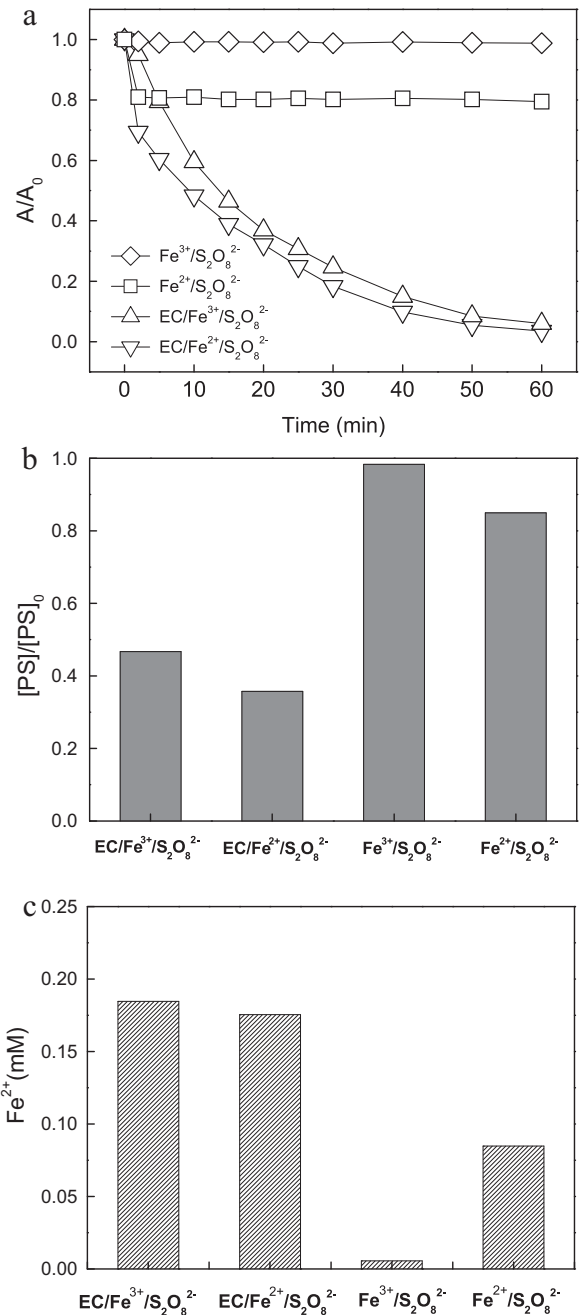 a
1.0
0.8
0.6
0.4
0.2
0.0
A/A₀
Fe³⁺/S₂O₈²⁻
Fe²⁺/S₂O₈²⁻
EC/Fe³⁺/S₂O₈²⁻
EC/Fe²⁺/S₂O₈²⁻
0 10 20 30 40 50 60
Time (min)
b
1.0
0.8
0.6
0.4
0.2
0.0
[PS]/[PS]₀
EC/Fe³⁺/S₂O₈²⁻ EC/Fe²⁺/S₂O₈²⁻ Fe³⁺/S₂O₈²⁻ Fe²⁺/S₂O₈²⁻
c
0.25
0.20
0.15
0.10
0.05
0.00
Fe²⁺(mM)
EC/Fe³⁺/S₂O₈²⁻ EC/Fe²⁺/S₂O₈²⁻ Fe³⁺/S₂O₈²⁻ Fe²⁺/S₂O₈²⁻